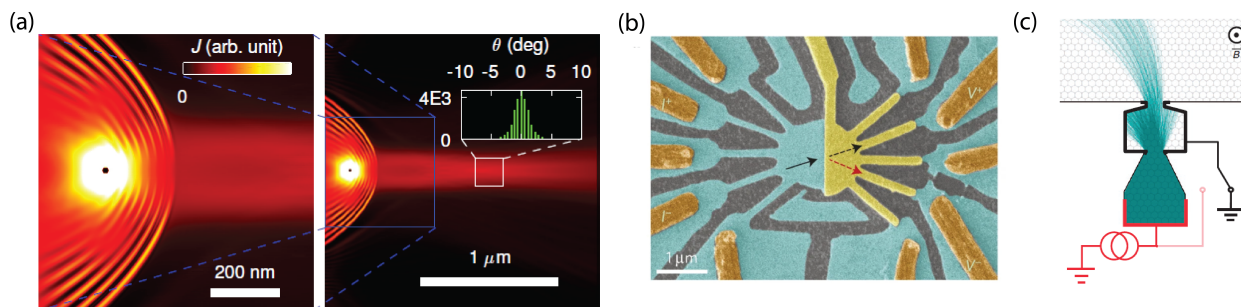 (a)
J (arb. unit)
0
200 nm
θ (deg)
-10 -5 0 5 10
4E3
0
1 μm
(b)
I+
V+
I-
V-
1μm
(c)
B